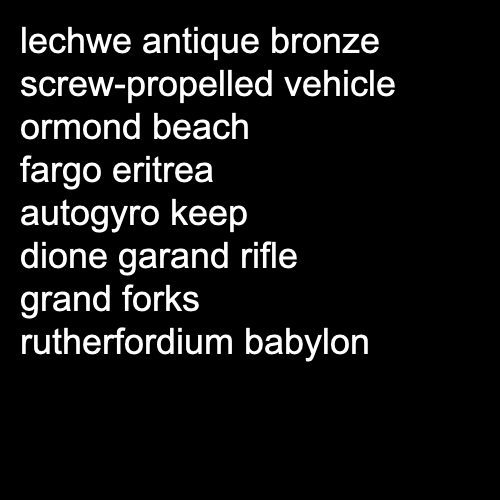 lechwe antique bronze
screw-propelled vehicle
ormond beach
fargo eritrea
autogyro keep
dione garand rifle
grand forks
rutherfordium babylon